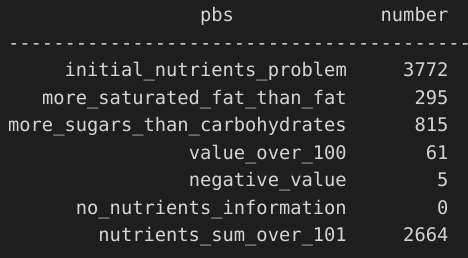 pbs number
----------------------------------------
initial_nutrients_problem 3772
more_saturated_fat_than_fat 295
more_sugars_than_carbohydrates 815
value_over_100 61
negative_value 5
no_nutrients_information 0
nutrients_sum_over_101 2664